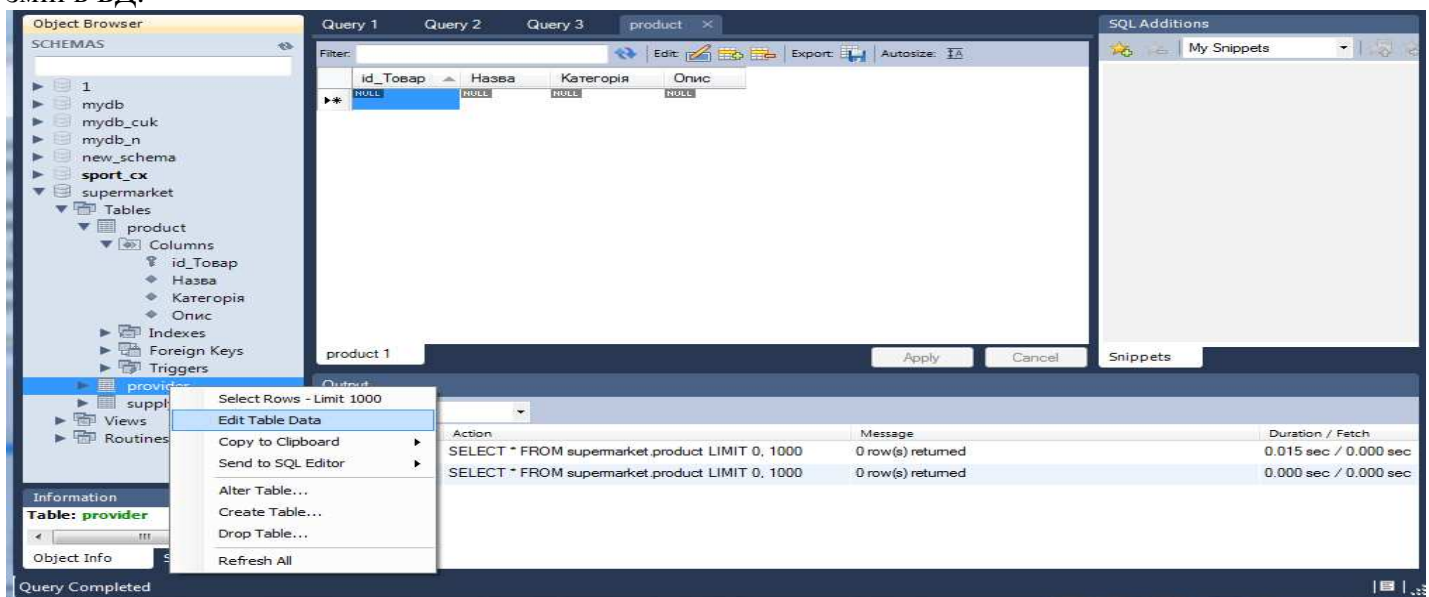 змін в БД.
Object Browser
SCHEMAS
1
mydb
mydb_cuk
mydb_n
new_schema
sport_cx
supermarket
Tables
product
Columns
id_Товар
Назва
Категорія
Опис
Indexes
Foreign Keys
Triggers
provider
suppl
Views
Routines
Information
Table: provider
Object Info
Query Completed
Query 1 Query 2 Query 3 product
Filter: Edit: Export: Autosize:
id_Товар Назва Категорія Опис
NULL NULL NULL NULL
product 1 Apply Cancel
Output
Action Message Duration / Fetch
SELECT * FROM supermarket.product LIMIT 0, 1000 0 row(s) returned 0.015 sec / 0.000 sec
SELECT * FROM supermarket.product LIMIT 0, 1000 0 row(s) returned 0.000 sec / 0.000 sec
Select Rows - Limit 1000
Edit Table Data
Copy to Clipboard
Send to SQL Editor
Alter Table...
Create Table...
Drop Table...
Refresh All
SQL Additions
My Snippets
Snippets